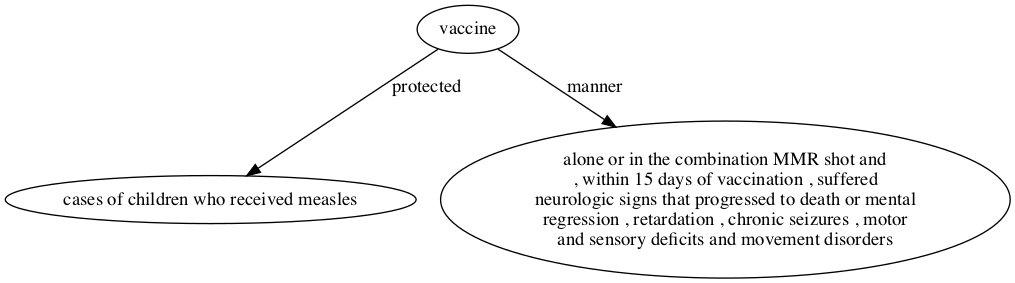 vaccine
protected
manner
cases of children who received measles
alone or in the combination MMR shot and
, within 15 days of vaccination , suffered
neurologic signs that progressed to death or mental
regression , retardation , chronic seizures , motor
and sensory deficits and movement disorders